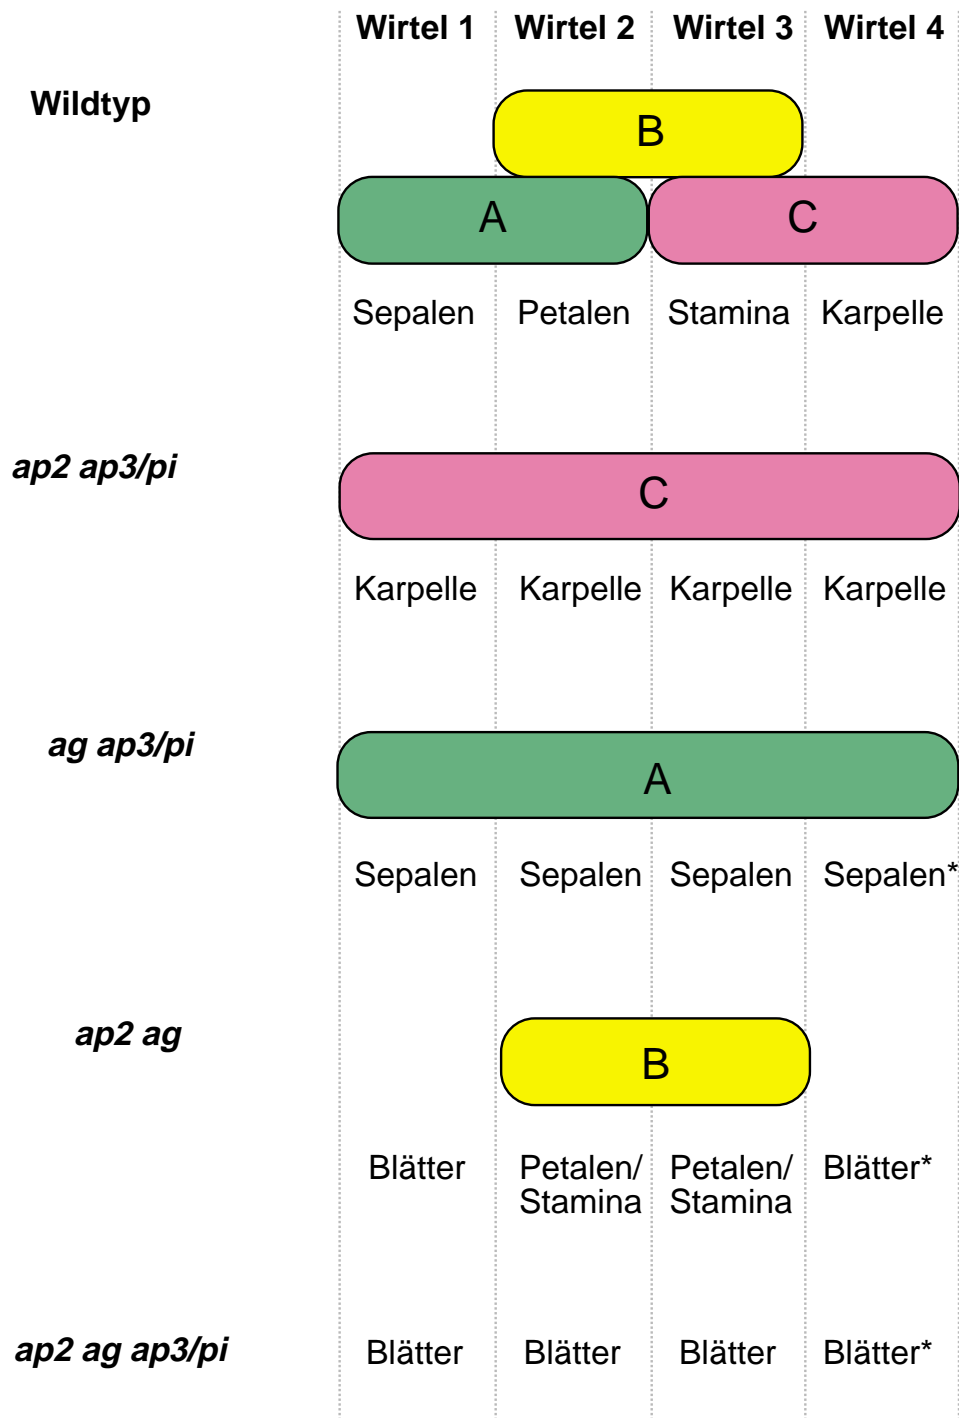 Wirtel 1 Wirtel 2 Wirtel 3 Wirtel 4
Wildtyp
B
A C
Sepalen Petalen Stamina Karpelle
ap2 ap3/pi
C
Karpelle Karpelle Karpelle Karpelle
ag ap3/pi
A
Sepalen Sepalen Sepalen Sepalen*
ap2 ag
B
Blätter Petalen/ Petalen/ Blätter*
Stamina Stamina
ap2 ag ap3/pi Blätter Blätter Blätter Blätter*